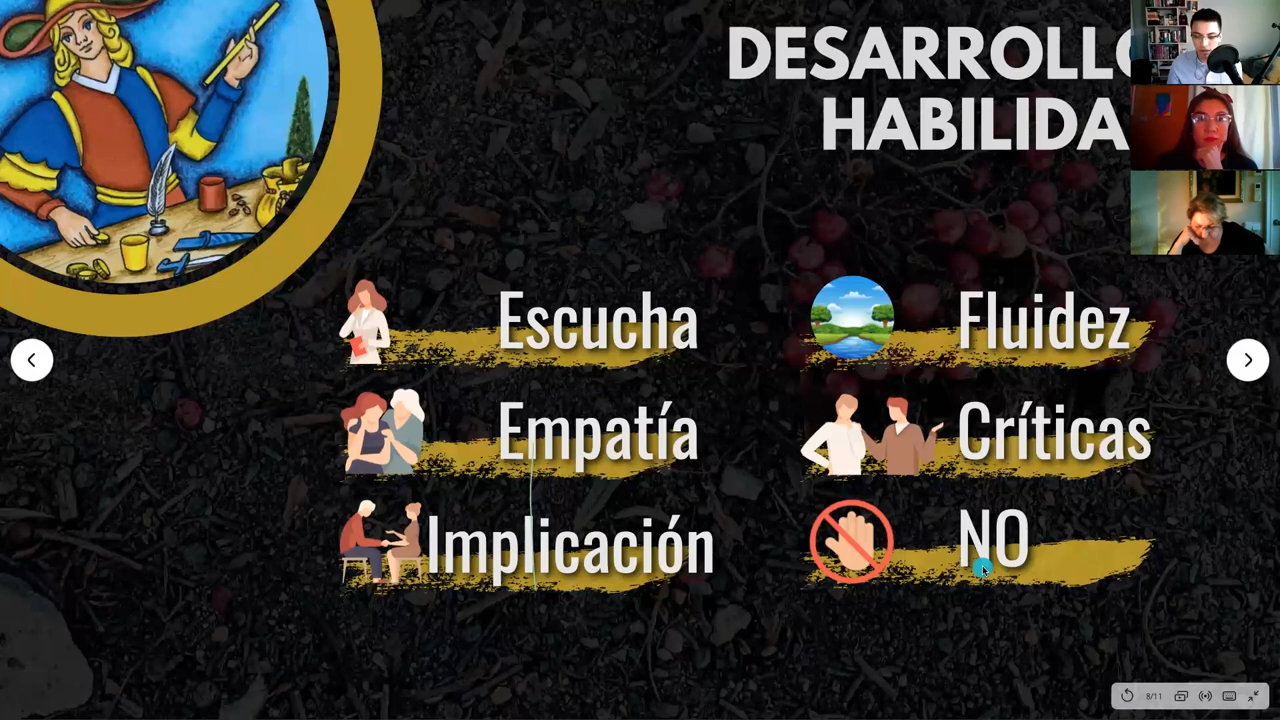 DESARROLLO
HABILIDA
Escucha
Fluidez
Empatía
Críticas
Implicación
NO
8/11